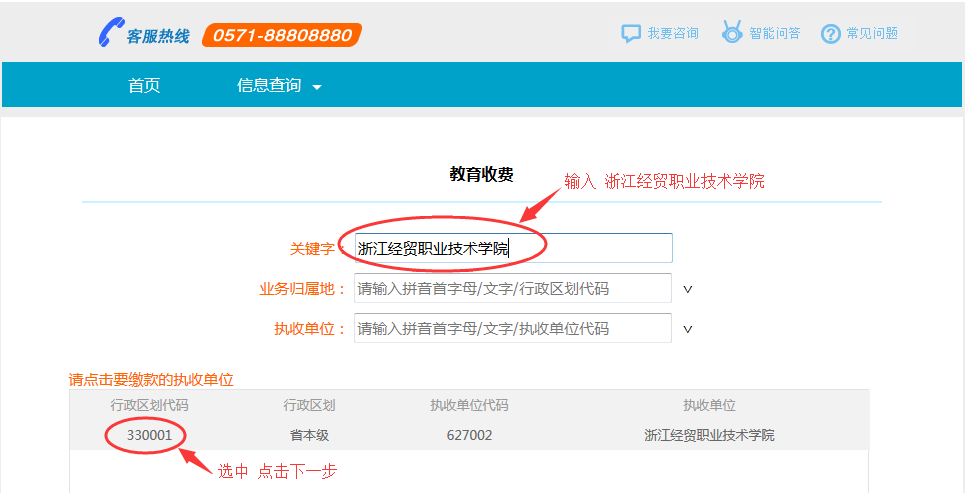 客服热线 0571-88808880 我要咨询 智能问答 常见问题
首页 信息查询
教育收费
输入 浙江经贸职业技术学院
关键字： 浙江经贸职业技术学院
业务归属地： 请输入拼音首字母/文字/行政区划代码
执收单位： 请输入拼音首字母/文字/执收单位代码
请点击要缴款的执收单位
行政区划代码 行政区划 执收单位代码 执收单位
330001 省本级 627002 浙江经贸职业技术学院
选中 点击下一步